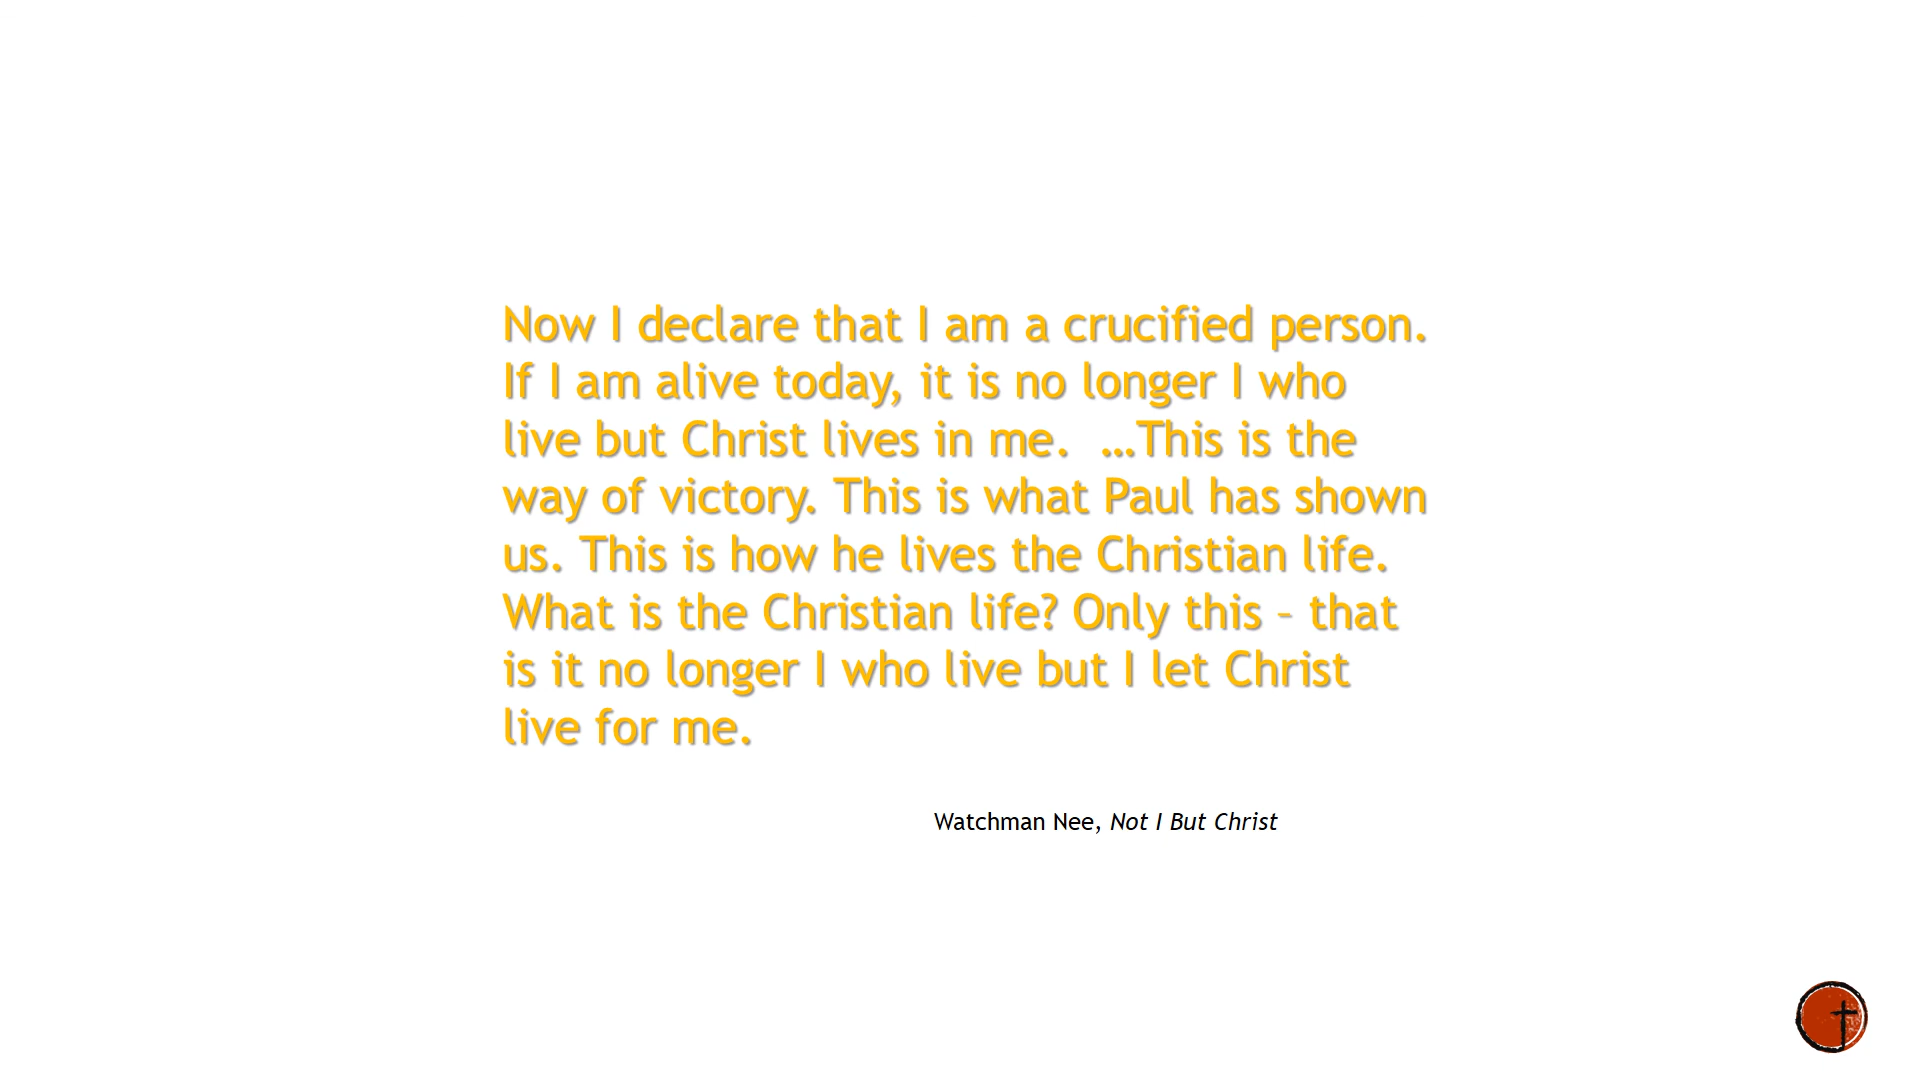 Now I declare that I am a crucified person.
If I am alive today, it is no longer I who
live but Christ lives in me.  …This is the
way of victory. This is what Paul has shown
us. This is how he lives the Christian life.
What is the Christian life? Only this – that
is it no longer I who live but I let Christ
live for me.
Watchman Nee, Not I But Christ